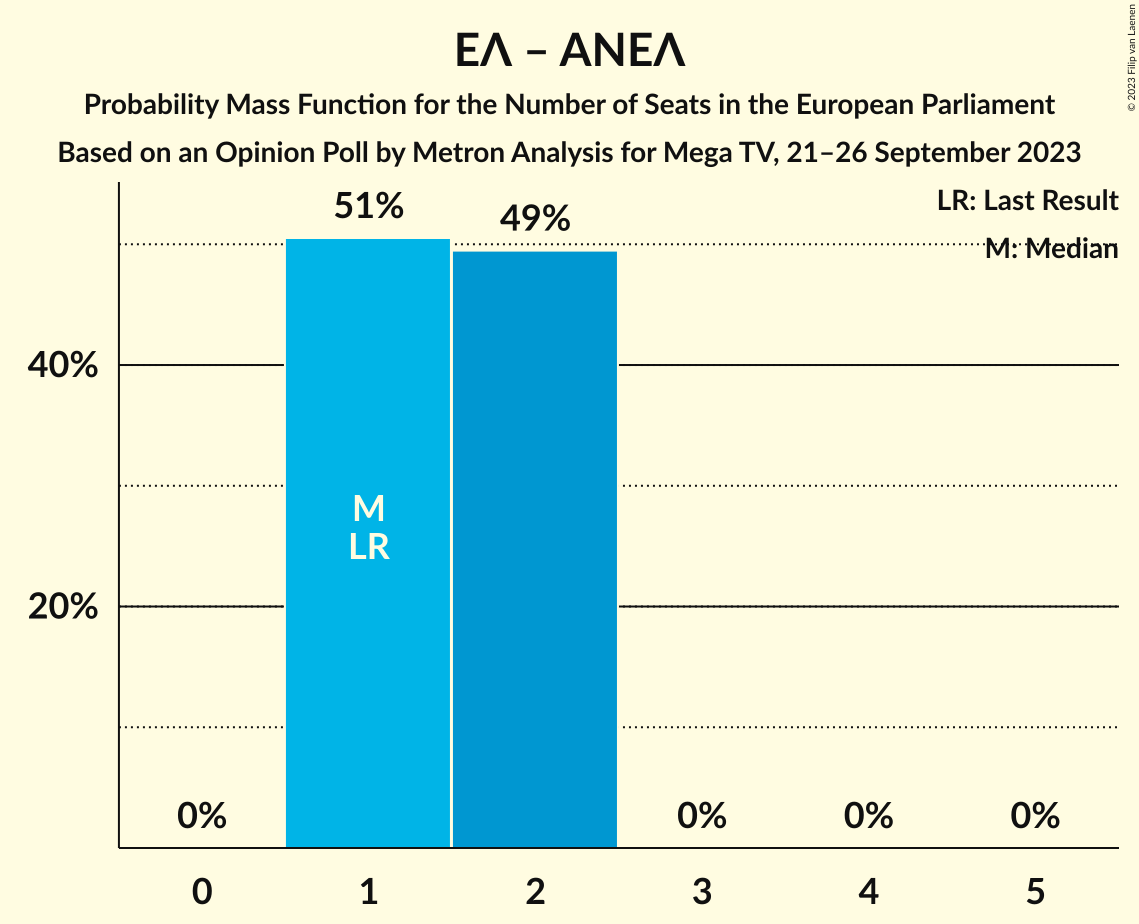 ΕΛ – ΑΝΕΛ
Probability Mass Function for the Number of Seats in the European Parliament
Based on an Opinion Poll by Metron Analysis for Mega TV, 21–26 September 2023
© 2023 Filip van Laenen
LR: Last Result
M: Median
51%
49%
40%
20%
M
LR
0%
0%
0%
0%
0
1
2
3
4
5